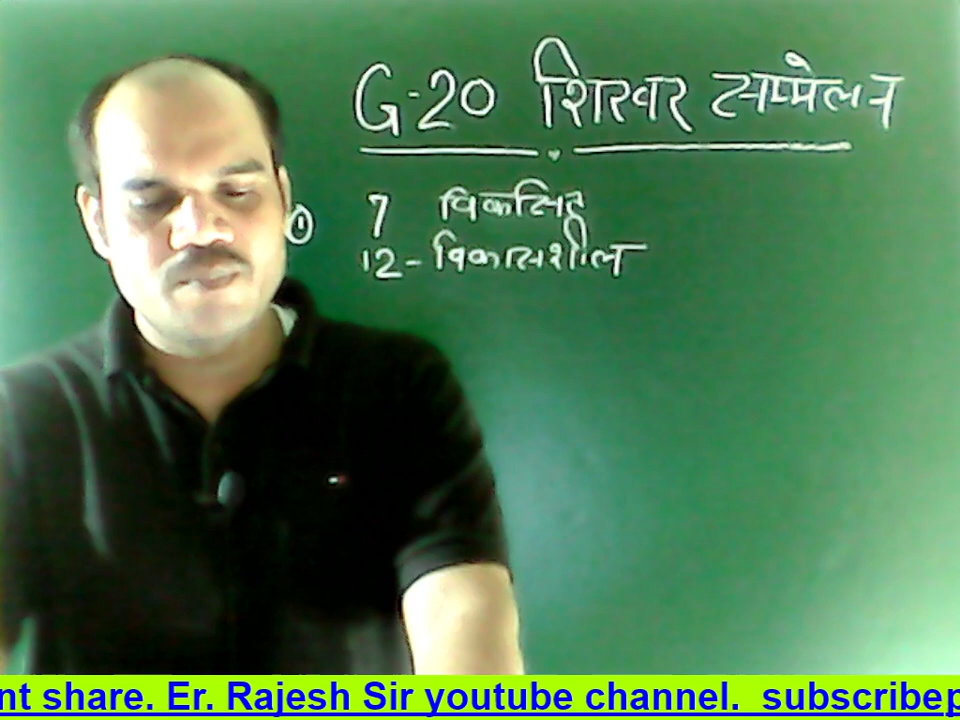 G-20 शिखर सम्मेलन
① 7 विकसित
12 - विकासशील
nt share. Er. Rajesh Sir youtube channel. subscribep